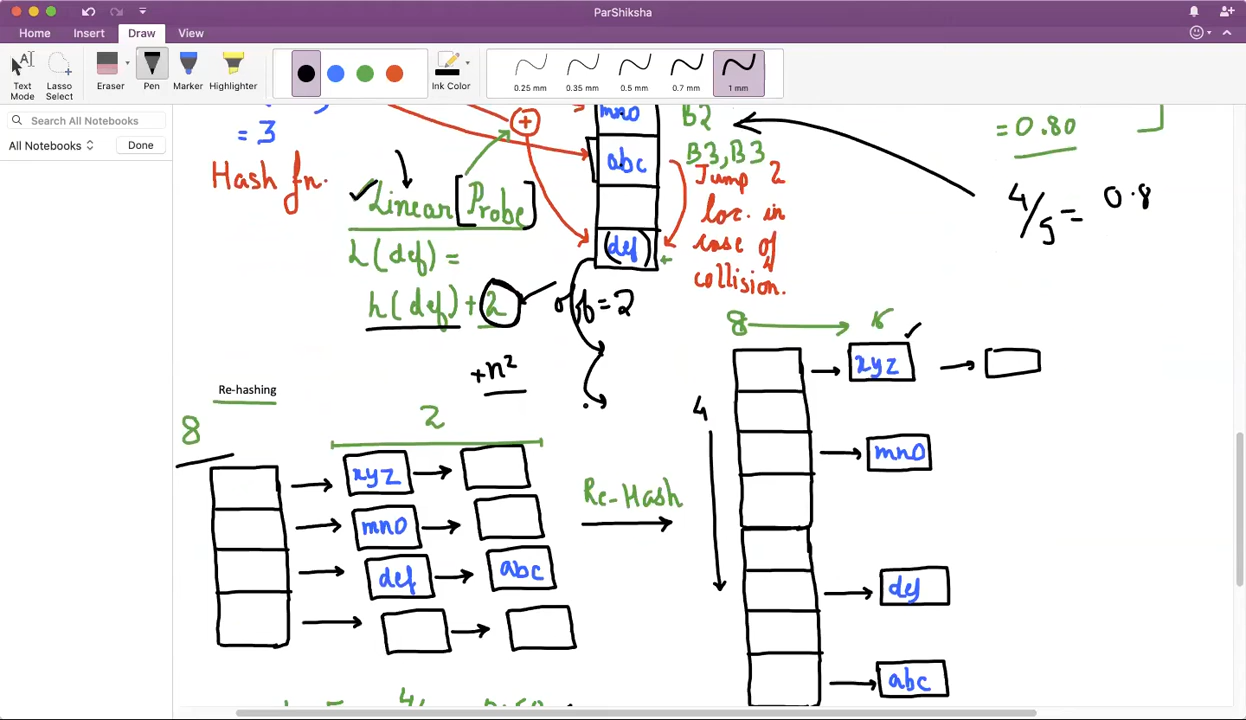 ParShiksha
Home Insert Draw View
Text Mode
Lasso Select
Eraser
Pen
Marker
Highlighter
Ink Color
0.25 mm
0.35 mm
0.5 mm
0.7 mm
1 mm
Search All Notebooks
All Notebooks
Done
= 3
Hash fn.
+
mno
B2
abc
B3, B3
= 0.80
Linear [Probe]
h(def) =
h(def) + 2
(def)
Jump 2
loc. in
case of
collision.
4/5 = 0.8
off = 2
+n²
Re-hashing
8
2
xyz
mno
def
abc
Re-Hash
8
xyz
4
mno
def
abc